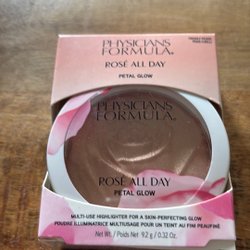 PHYSICIANS
FORMULA®
ROSÉ ALL DAY
PETAL GLOW
PHYSICIANS
FORMULA®
ROSÉ ALL DAY
PETAL GLOW
MULTI-USE HIGHLIGHTER FOR A SKIN-PERFECTING GLOW
POUDRE ILLUMINATRICE MULTIUSAGE POUR UN TEINT AU FINI PEAUFINÉ
Net Wt. / Poids Net 9.2 g / 0.32 Oz.